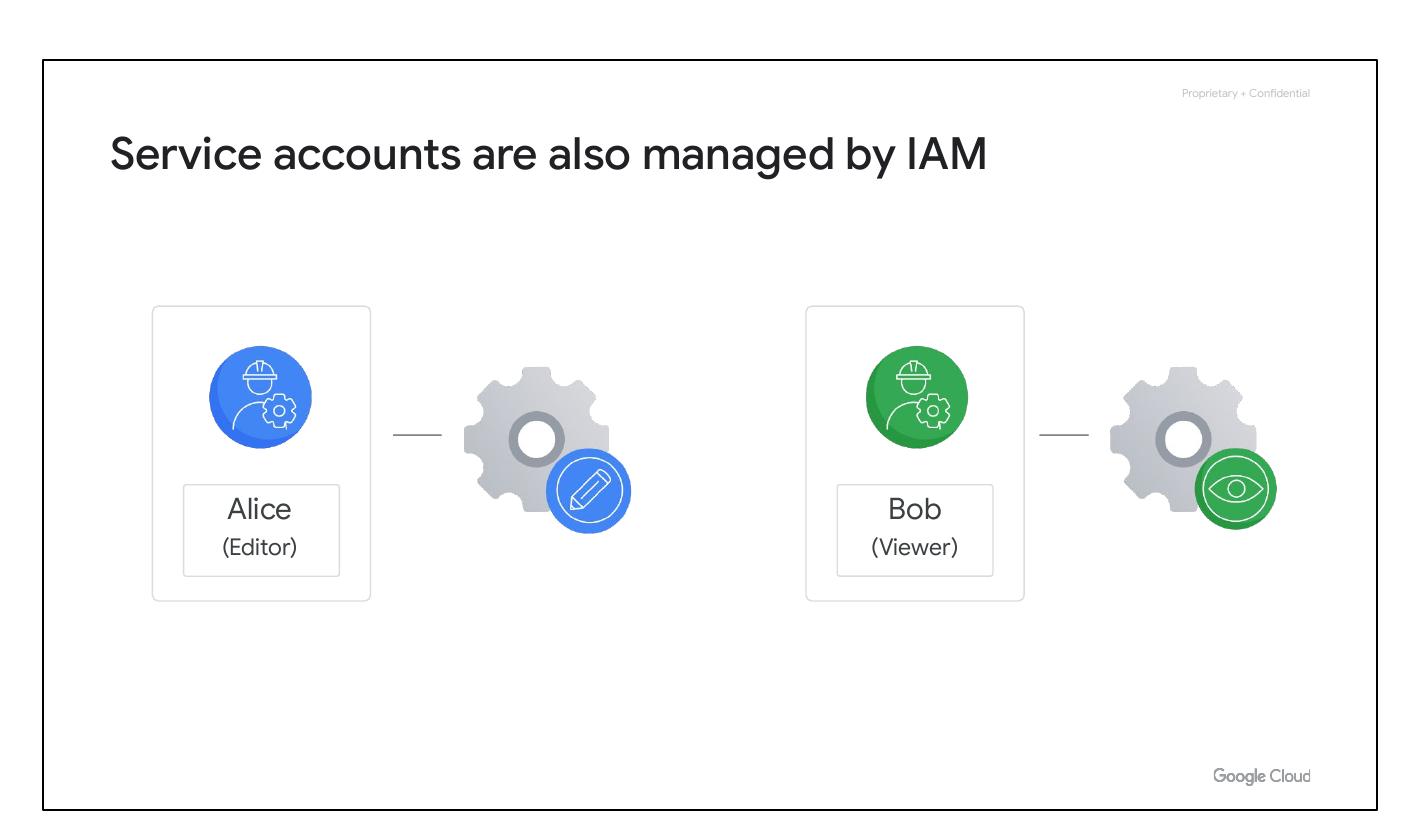 Proprietary + Confidential
Service accounts are also managed by IAM
Alice
(Editor)
Bob
(Viewer)
Google Cloud